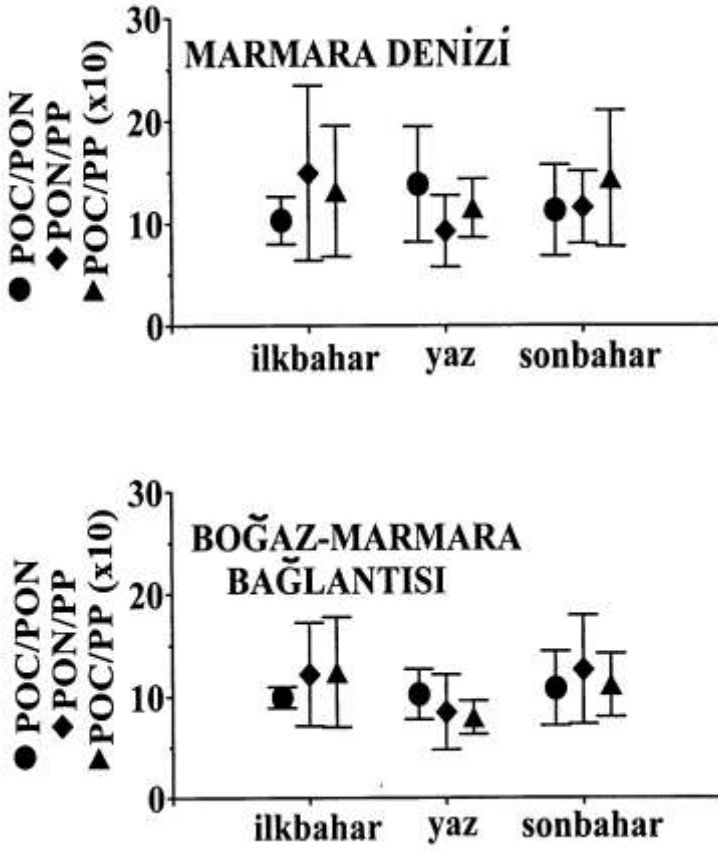 MARMARA DENİZİ
POC/PON
PON/PP
POC/PP (x10)
30
20
10
0
ilkbahar yaz sonbahar
BOĞAZ-MARMARA
BAĞLANTISI
POC/PON
PON/PP
POC/PP (x10)
30
20
10
0
ilkbahar yaz sonbahar